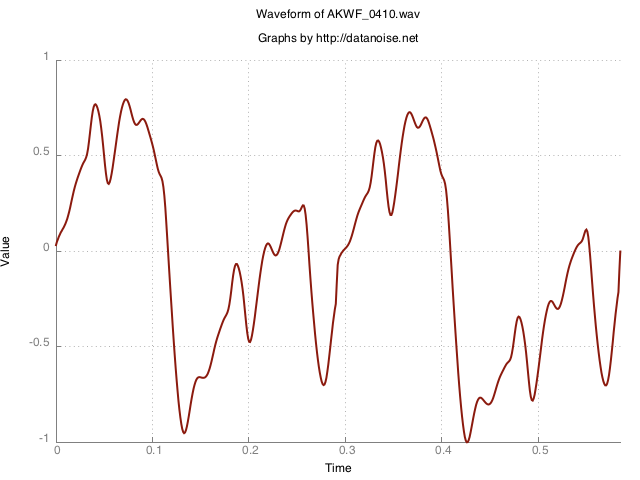 Waveform of AKWF_0410.wav
Graphs by http://datanoise.net
1
0.5
0
-0.5
-1
Value
0 0.1 0.2 0.3 0.4 0.5
Time